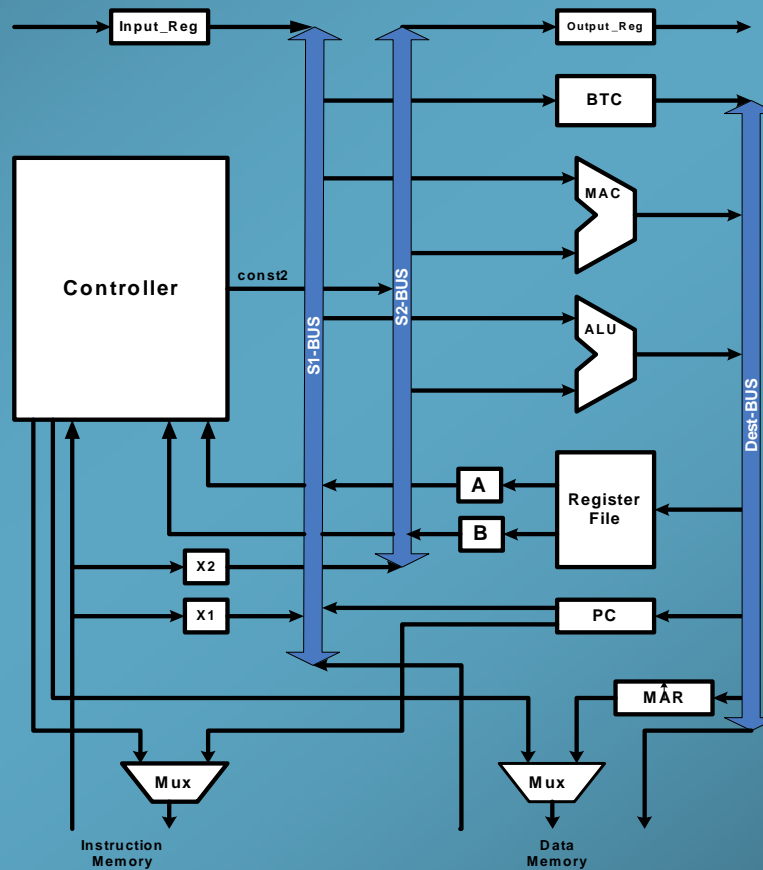 Input_Reg
Output_Reg
BTC
MAC
Controller
const2
S1-BUS
S2-BUS
ALU
Dest-BUS
A
Register
File
B
X2
X1
PC
MAR
Mux
Mux
Instruction
Memory
Data
Memory